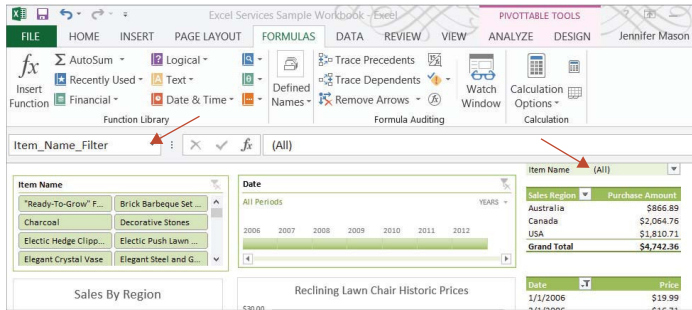 Excel Services Sample Workbook - Excel PIVOTTABLE TOOLS
FILE HOME INSERT PAGE LAYOUT FORMULAS DATA REVIEW VIEW ANALYZE DESIGN Jennifer Mason
Insert Function
Σ AutoSum
Recently Used
Financial
Logical
Text
Date & Time
Function Library
Defined Names
Trace Precedents
Trace Dependents
Remove Arrows
Formula Auditing
Watch Window
Calculation Options
Calculation
Item_Name_Filter fx (All)
Item Name (All)
Item Name
"Ready-To-Grow" F... Brick Barbeque Set ...
Charcoal Decorative Stones
Electic Hedge Clipp... Electic Push Lawn ...
Elegant Crystal Vase Elegant Steel and G...
Date
All Periods YEARS
2006 2007 2008 2009 2010 2011 2012
Sales Region Purchase Amount
Australia $866.89
Canada $2,064.76
USA $1,810.71
Grand Total $4,742.36
Sales By Region
Reclining Lawn Chair Historic Prices
$30.00
Date Price
1/1/2006 $19.99
2/1/2006 $16.71